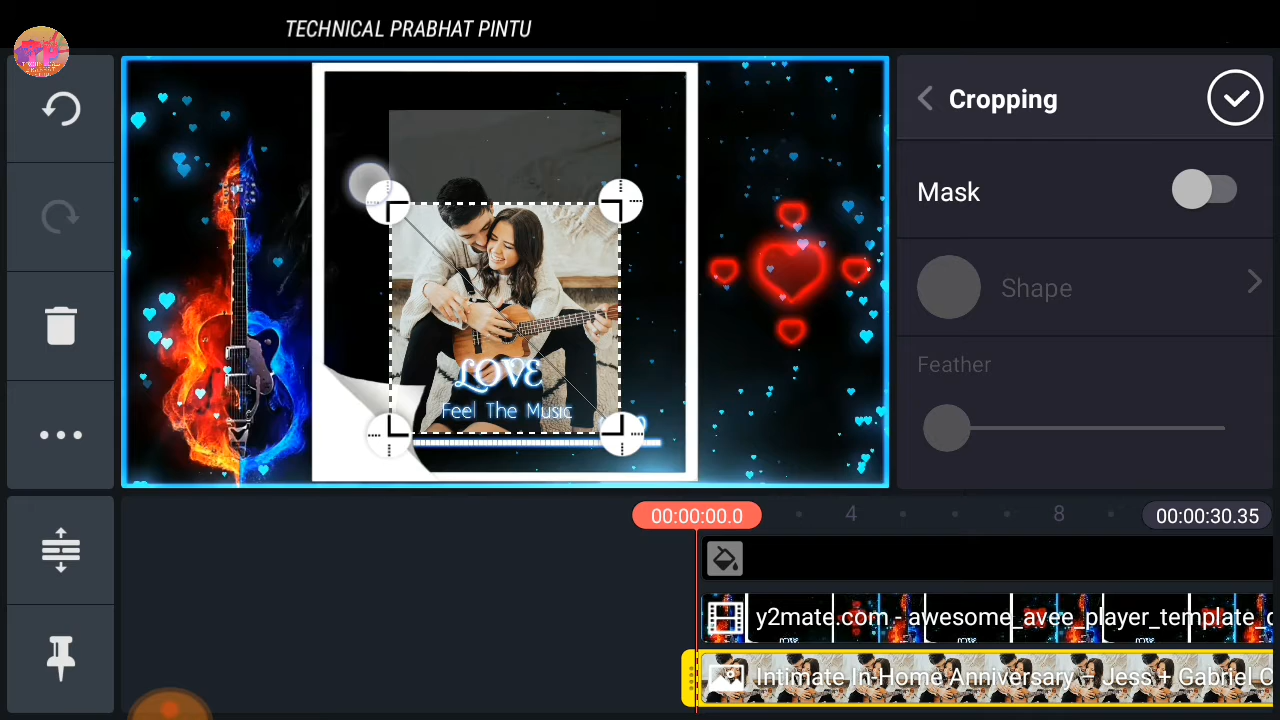 TECHNICAL PRABHAT PINTU
Cropping
Mask
Shape
Feather
LOVE
Feel The Music
00:00:00.0
4
8
00:00:30.35
y2mate.com - awesome_avee_player_template_
Intimate In-Home Anniversary – Jess + Gabriel C